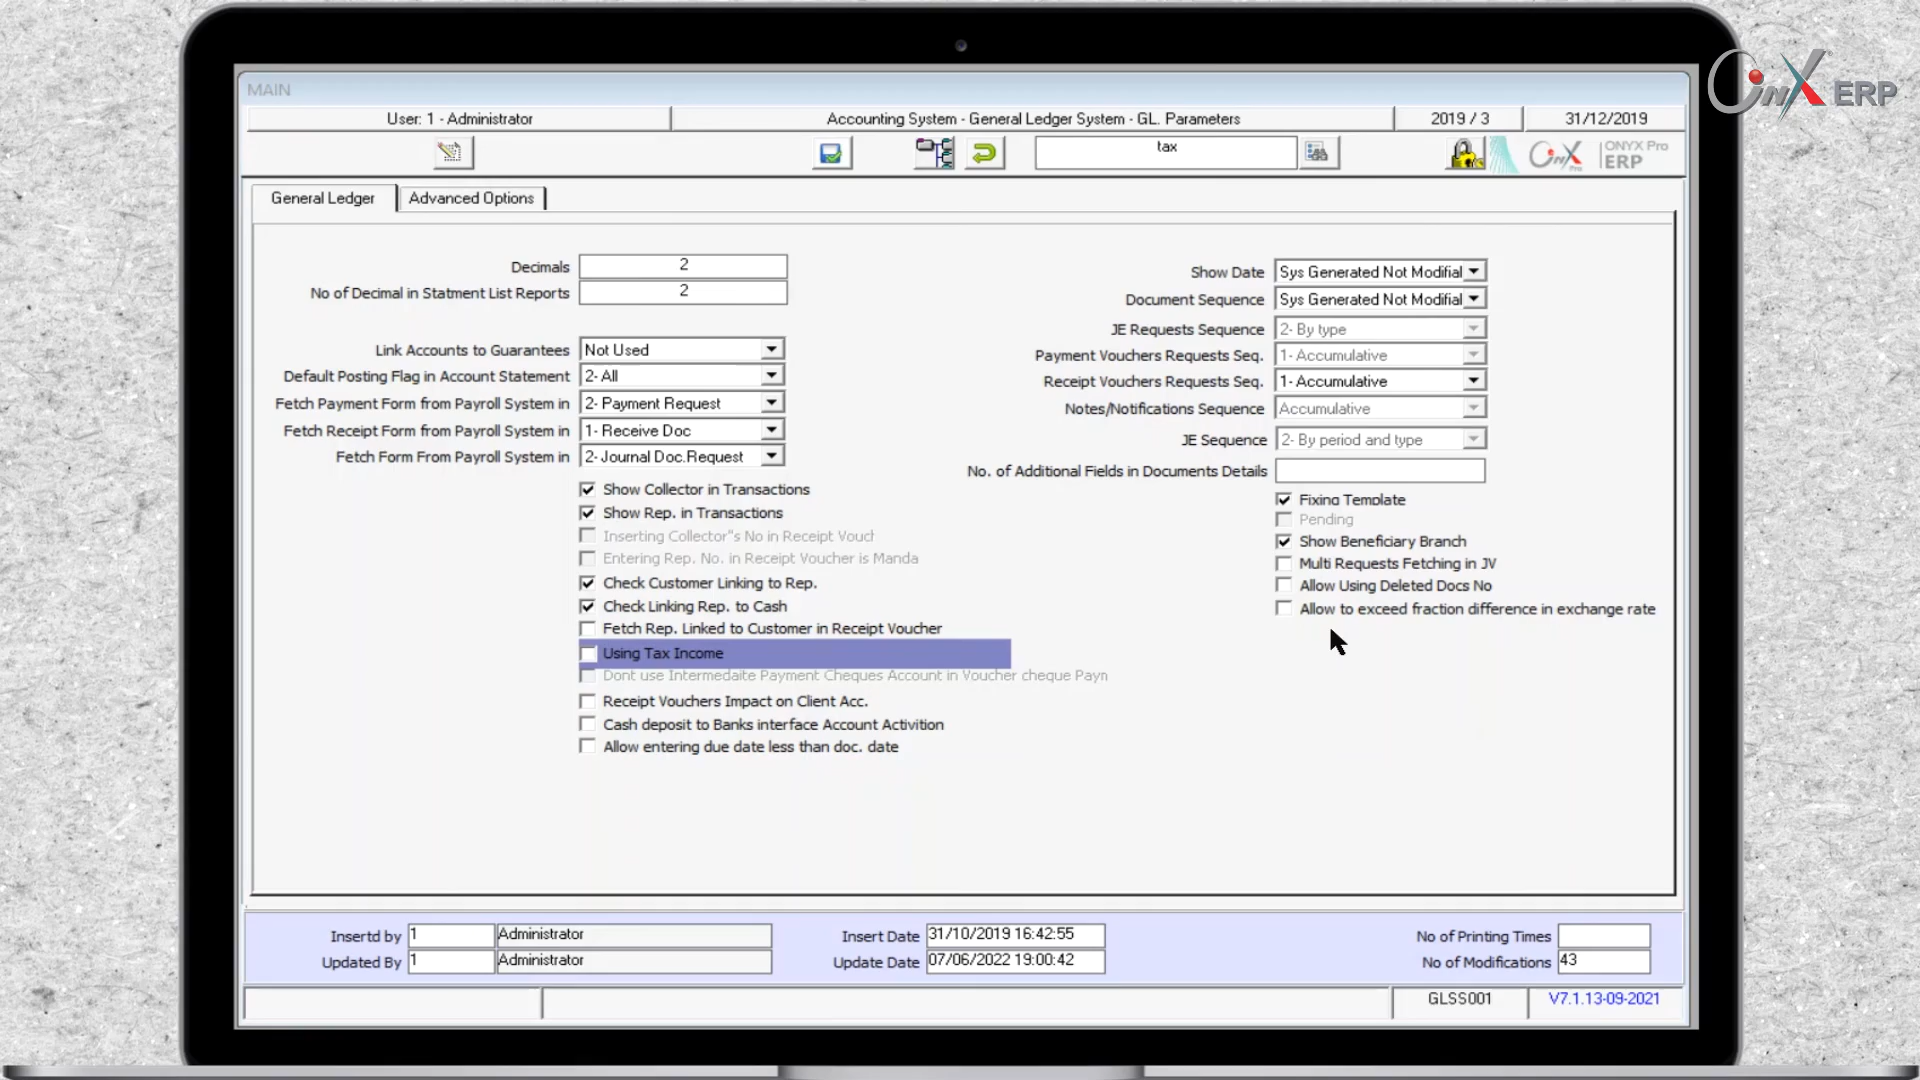 OnyX ERP
MAIN
User: 1 - Administrator
Accounting System - General Ledger System - GL. Parameters
2019 / 3
31/12/2019
tax
OnyX Pro
ONYX Pro
ERP
General Ledger
Advanced Options
Decimals 2
No of Decimal in Statment List Reports 2
Link Accounts to Guarantees Not Used
Default Posting Flag in Account Statement 2- All
Fetch Payment Form from Payroll System in 2- Payment Request
Fetch Receipt Form from Payroll System in 1- Receive Doc
Fetch Form From Payroll System in 2- Journal Doc.Request
Show Collector in Transactions
Show Rep. in Transactions
Inserting Collector"s No in Receipt Vouch
Entering Rep. No. in Receipt Voucher is Manda
Check Customer Linking to Rep.
Check Linking Rep. to Cash
Fetch Rep. Linked to Customer in Receipt Voucher
Using Tax Income
Dont use Intermedaite Payment Cheques Account in Voucher cheque Payn
Receipt Vouchers Impact on Client Acc.
Cash deposit to Banks interface Account Activition
Allow entering due date less than doc. date
Show Date Sys Generated Not Modifial
Document Sequence Sys Generated Not Modifial
JE Requests Sequence 2- By type
Payment Vouchers Requests Seq. 1- Accumulative
Receipt Vouchers Requests Seq. 1- Accumulative
Notes/Notifications Sequence Accumulative
JE Sequence 2- By period and type
No. of Additional Fields in Documents Details
Fixing Template
Pending
Show Beneficiary Branch
Multi Requests Fetching in JV
Allow Using Deleted Docs No
Allow to exceed fraction difference in exchange rate
Insertd by 1 Administrator
Insert Date 31/10/2019 16:42:55
No of Printing Times
Updated By 1 Administrator
Update Date 07/06/2022 19:00:42
No of Modifications 43
GLSS001
V7.1.13-09-2021